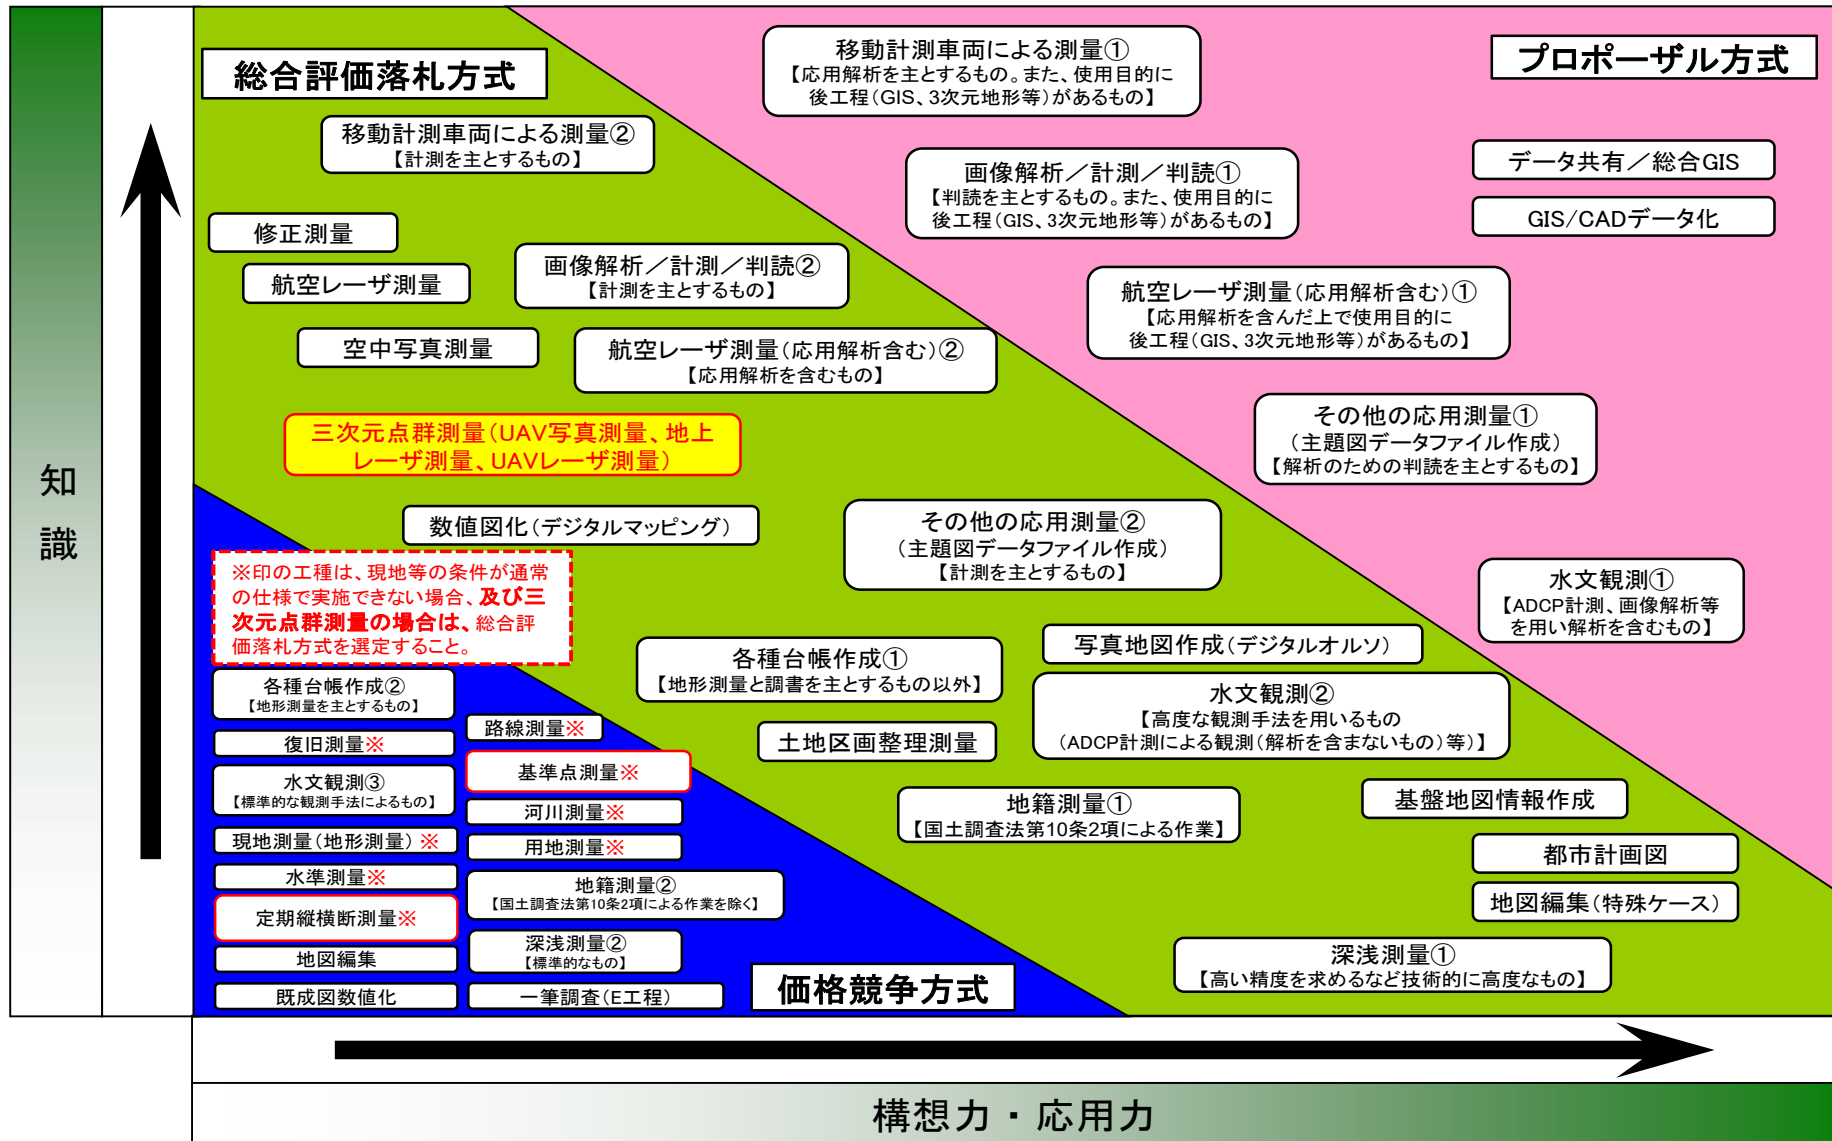 総合評価落札方式
プロポーザル方式
移動計測車両による測量①
【応用解析を主とするもの。また、使用目的に
後工程(GIS、3次元地形等)があるもの】
移動計測車両による測量②
【計測を主とするもの】
画像解析／計測／判読①
【判読を主とするもの。また、使用目的に
後工程(GIS、3次元地形等)があるもの】
データ共有／総合GIS
GIS/CADデータ化
修正測量
航空レーザ測量
画像解析／計測／判読②
【計測を主とするもの】
航空レーザ測量(応用解析含む)①
【応用解析を含んだ上で使用目的に
後工程(GIS、3次元地形等)があるもの】
空中写真測量
航空レーザ測量(応用解析含む)②
【応用解析を含むもの】
三次元点群測量(UAV写真測量、地上
レーザ測量、UAVレーザ測量)
その他の応用測量①
(主題図データファイル作成)
【解析のための判読を主とするもの】
数値図化(デジタルマッピング)
その他の応用測量②
(主題図データファイル作成)
【計測を主とするもの】
※印の工種は、現地等の条件が通常
の仕様で実施できない場合、及び三
次元点群測量の場合は、総合評
価落札方式を選定すること。
水文観測①
【ADCP計測、画像解析等
を用い解析を含むもの】
各種台帳作成①
【地形測量と調書を主とするもの以外】
写真地図作成(デジタルオルソ)
水文観測②
【高度な観測手法を用いるもの
(ADCP計測による観測(解析を含まないもの)等)】
土地区画整理測量
地籍測量①
【国土調査法第10条2項による作業】
基盤地図情報作成
都市計画図
地図編集(特殊ケース)
深浅測量①
【高い精度を求めるなど技術的に高度なもの】
各種台帳作成②
【地形測量を主とするもの】
復旧測量※
水文観測③
【標準的な観測手法によるもの】
現地測量(地形測量)※
水準測量※
定期縦横断測量※
地図編集
既成図数値化
路線測量※
基準点測量※
河川測量※
用地測量※
地籍測量②
【国土調査法第10条2項による作業を除く】
深浅測量②
【標準的なもの】
一筆調査(E工程)
価格競争方式
知
識
構想力・応用力